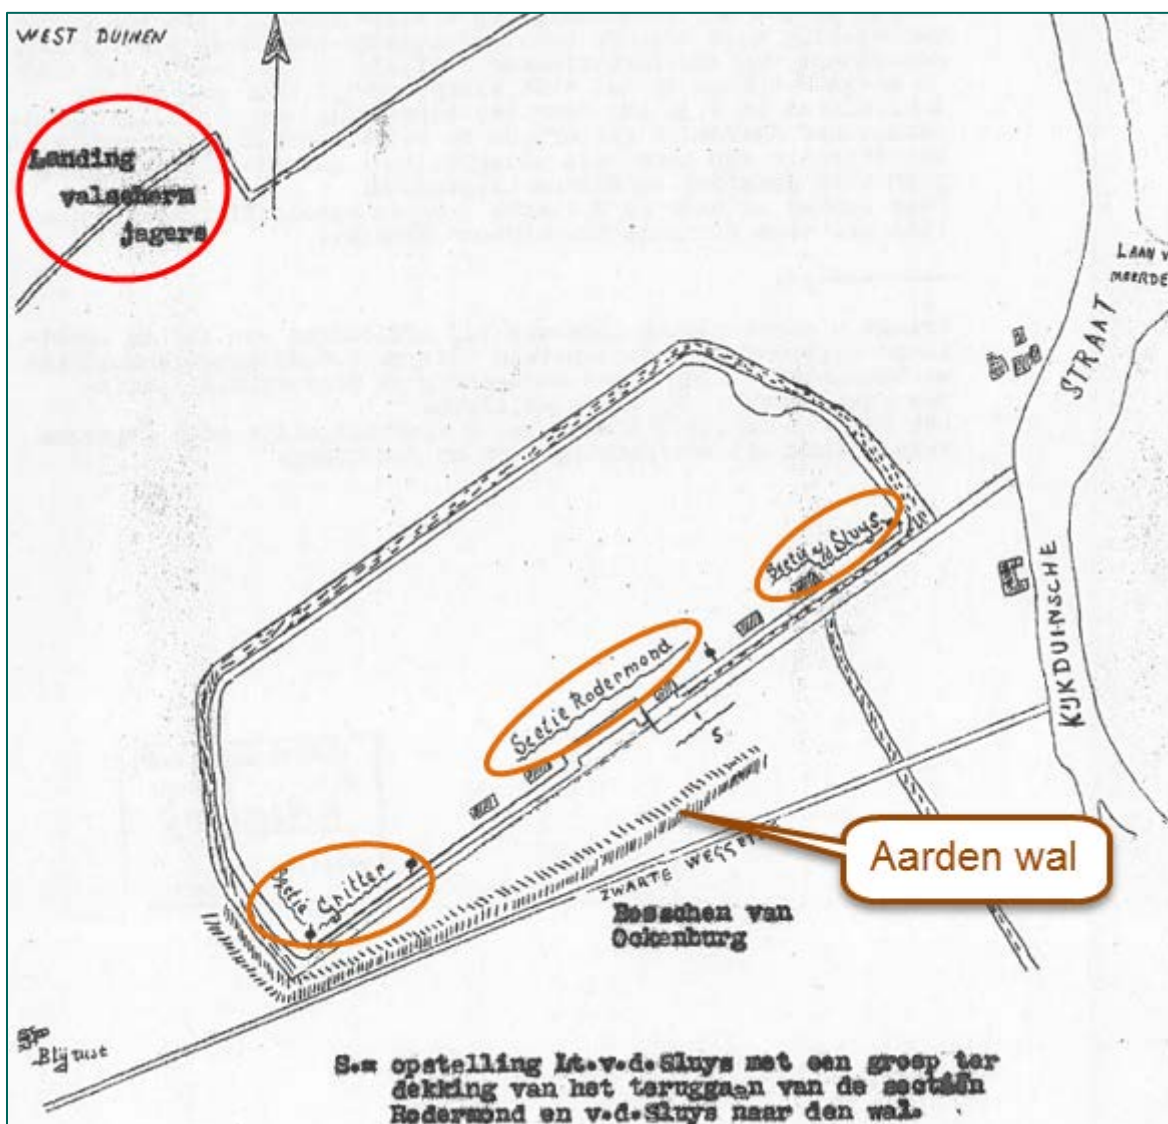 WEST DUINEN
Landing
valscherm
jagers
LAAN V
MEERDE
STRAAT
KIJKDUINSCHE
Sectie v/d Sluys
Sectie Rodermond
S.
Sectie Spitter
Aarden wal
ZWARTE
Bosschen van
Ockenburg
Blijrust
S.= opstelling Lt.v.d.Sluys met een groep ter
dekking van het teruggaan van de sectiën
Rodermond en v.d.Sluys naar den wal.